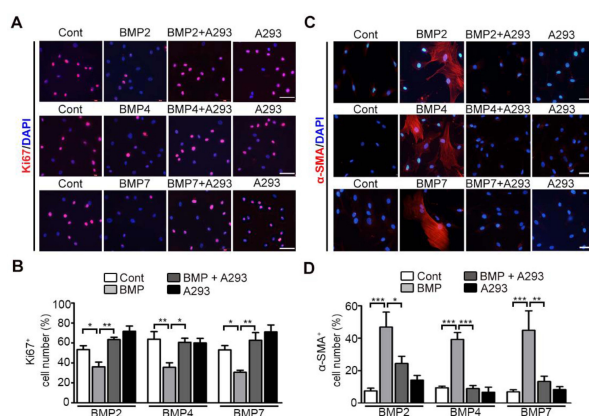 A
Cont BMP2 BMP2+A293 A293
Cont BMP4 BMP4+A293 A293
Cont BMP7 BMP7+A293 A293
Ki67/DAPI
B
Cont BMP + A293
BMP A293
Ki67⁺
cell number (%)
100
80
60
40
20
0
* ** ** * * **
BMP2 BMP4 BMP7
C
Cont BMP2 BMP2+A293 A293
Cont BMP4 BMP4+A293 A293
Cont BMP7 BMP7+A293 A293
α-SMA/DAPI
D
Cont BMP + A293
BMP A293
α-SMA⁺
cell number (%)
60
40
20
0
*** * *** *** *** **
BMP2 BMP4 BMP7